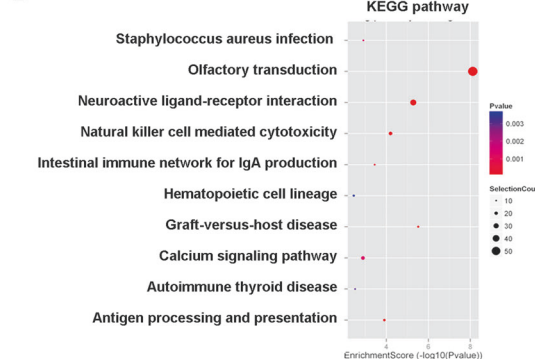 KEGG pathway
Staphylococcus aureus infection
Olfactory transduction
Neuroactive ligand-receptor interaction
Natural killer cell mediated cytotoxicity
Intestinal immune network for IgA production
Hematopoietic cell lineage
Graft-versus-host disease
Calcium signaling pathway
Autoimmune thyroid disease
Antigen processing and presentation
4 6 8
EnrichmentScore (-log10(Pvalue))
Pvalue
0.003
0.002
0.001
SelectionCou
10
20
30
40
50